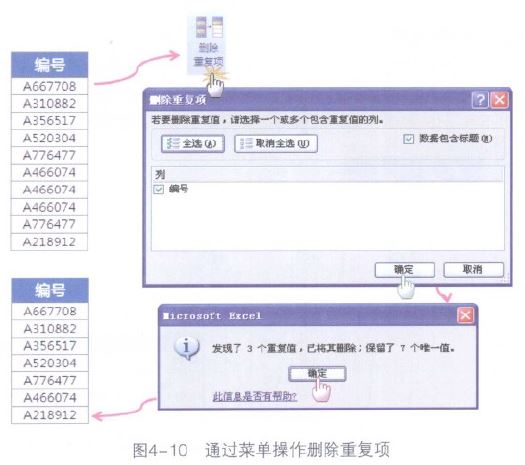 删除
重复项
编号
A667708
A310882
A356517
A520304
A776477
A466074
A466074
A466074
A776477
A218912
删除重复项
若要删除重复值，请选择一个或多个包含重复值的列。
全选(A) 取消全选(U) 数据包含标题(M)
列
编号
确定 取消
编号
A667708
A310882
A356517
A520304
A776477
A466074
A218912
Microsoft Excel
发现了 3 个重复值，已将其删除；保留了 7 个唯一值。
确定
此信息是否有帮助?
图4-10 通过菜单操作删除重复项